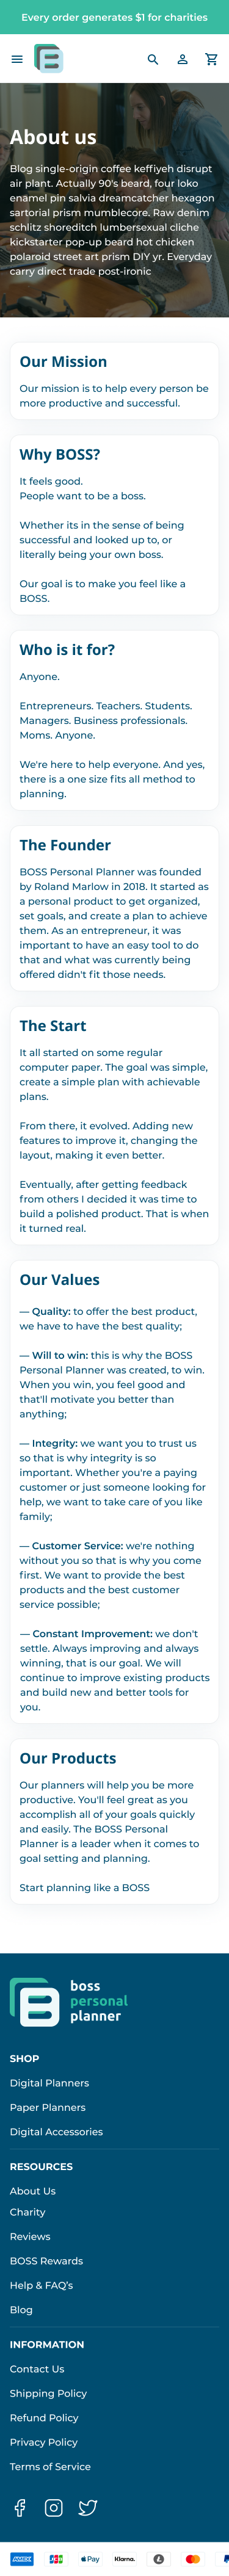 Every order generates $1 for charities
About us
Blog single-origin coffee keffiyeh disrupt
air plant. Actually 90's beard, four loko
enamel pin salvia dreamcatcher hexagon
sartorial prism mumblecore. Raw denim
schlitz shoreditch lumbersexual cliche
kickstarter pop-up beard hot chicken
polaroid street art prism DIY yr. Everyday
carry direct trade post-ironic
Our Mission
Our mission is to help every person be
more productive and successful.
Why BOSS?
It feels good.
People want to be a boss.
Whether its in the sense of being
successful and looked up to, or
literally being your own boss.
Our goal is to make you feel like a
BOSS.
Who is it for?
Anyone.
Entrepreneurs. Teachers. Students.
Managers. Business professionals.
Moms. Anyone.
We're here to help everyone. And yes,
there is a one size fits all method to
planning.
The Founder
BOSS Personal Planner was founded
by Roland Marlow in 2018. It started as
a personal product to get organized,
set goals, and create a plan to achieve
them. As an entrepreneur, it was
important to have an easy tool to do
that and and what was currently being
offered didn't fit those needs.
The Start
It all started on some regular
computer paper. The goal was simple,
create a simple plan with achievable
plans.
From there, it evolved. Adding new
features to improve it, changing the
layout, making it even better.
Eventually, after getting feedback
from others I decided it was time to
build a polished product. That is when
it turned real.
Our Values
— Quality: to offer the best product,
we have to have the best quality;
— Will to win: this is why the BOSS
Personal Planner was created, to win.
When you win, you feel good and
that'll motivate you better than
anything;
— Integrity: we want you to trust us
so that is why integrity is so
important. Whether you're a paying
customer or just someone looking for
help, we want to take care of you like
family;
— Customer Service: we're nothing
without you so that is why you come
first. We want to provide the best
products and the best customer
service possible;
— Constant Improvement: we don't
settle. Always improving and always
winning, that is our goal. We will
continue to improve existing products
and build new and better tools for
you.
Our Products
Our planners will help you be more
productive. You'll feel great as you
accomplish all of your goals quickly
and easily. The BOSS Personal
Planner is a leader when it comes to
goal setting and planning.
Start planning like a BOSS
boss
personal
planner
SHOP
Digital Planners
Paper Planners
Digital Accessories
RESOURCES
About Us
Charity
Reviews
BOSS Rewards
Help & FAQ's
Blog
INFORMATION
Contact Us
Shipping Policy
Refund Policy
Privacy Policy
Terms of Service
AMEX
JCB
Pay
Klarna.